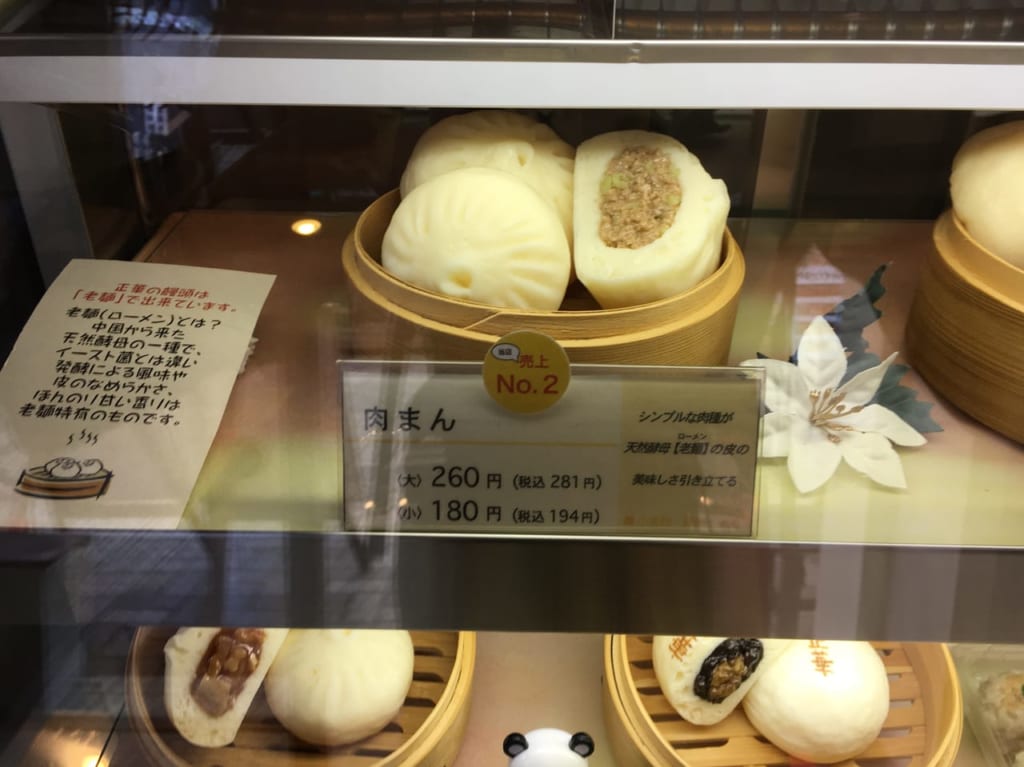 正華の饅頭は
「老麺」で出来ています。
老麺(ローメン)とは？
中国から来た
天然酵母の一種で、
イースト菌とは違い
発酵による風味や
皮のなめらかさ、
ほんのり甘い香りは
老麺特有のものです。
当店
売上
No.2
肉まん
〈大〉260円（税込 281円）
〈小〉180円（税込 194円）
シンプルな肉種が
ローメン
天然酵母【老麺】の皮の
美味しさ引き立てる